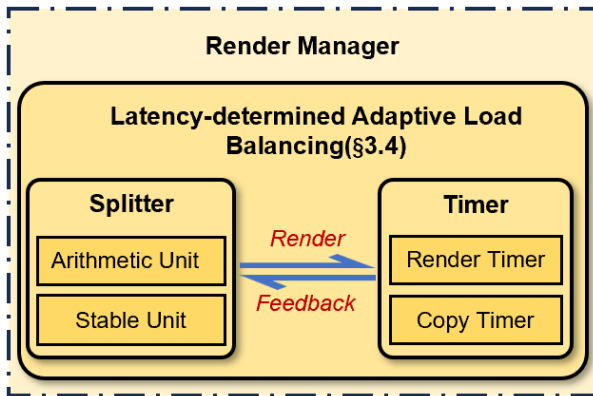 Render Manager
Latency-determined Adaptive Load
Balancing(§3.4)
Splitter
Arithmetic Unit
Stable Unit
Render
Feedback
Timer
Render Timer
Copy Timer